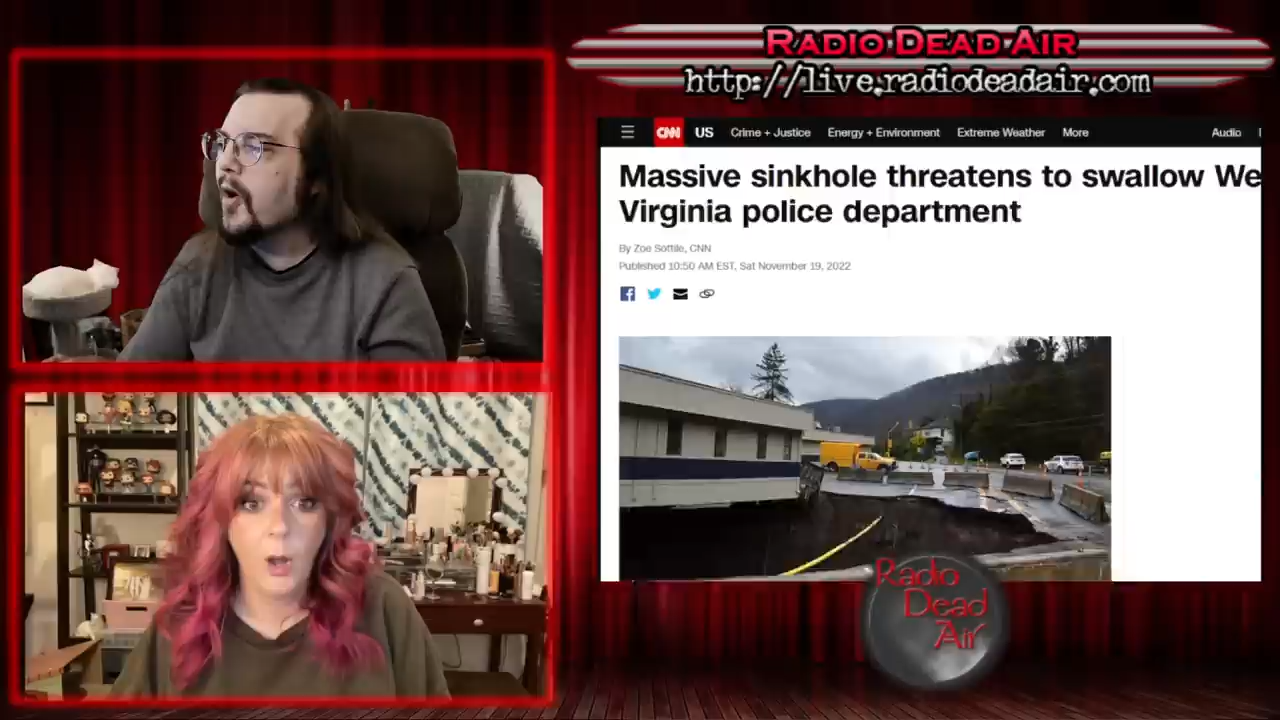 Radio Dead Air
http://live.radiodeadair.com
CNN US Crime + Justice Energy + Environment Extreme Weather More Audio
Massive sinkhole threatens to swallow We
Virginia police department
By Zoe Sottile, CNN
Published 10:50 AM EST, Sat November 19, 2022
Radio
Dead
Air